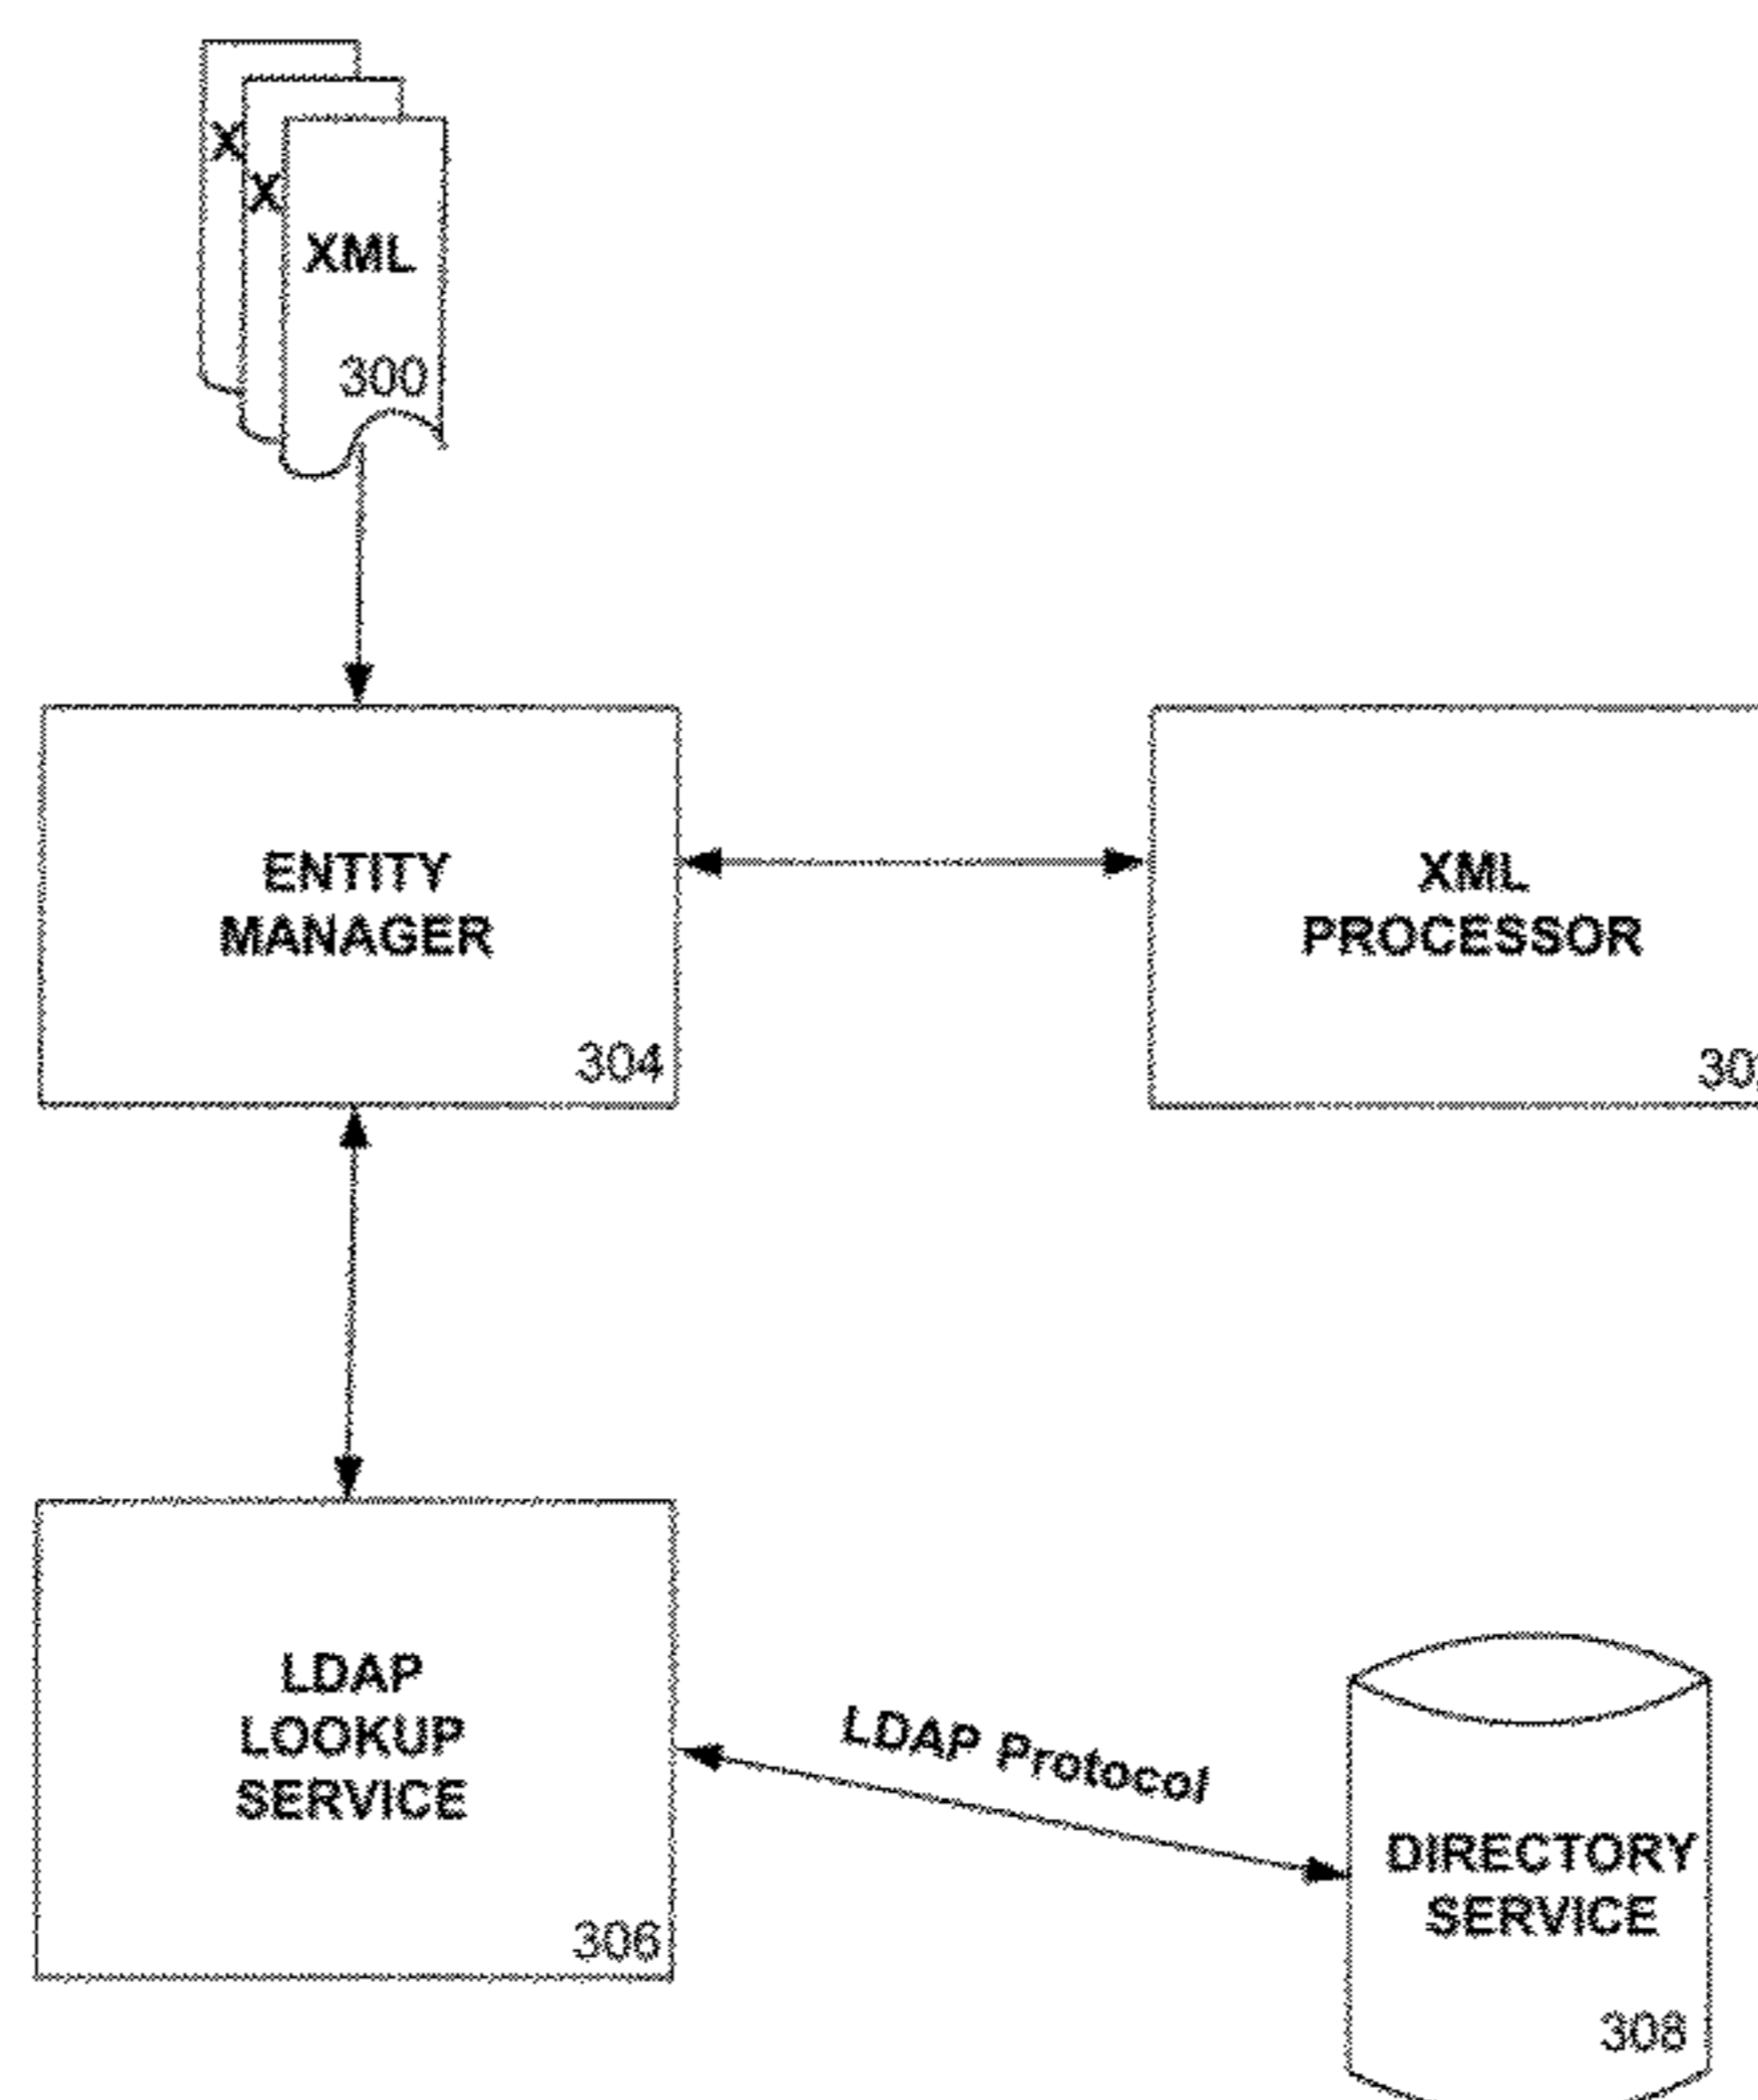 X
X
XML
300
ENTITY
MANAGER
304
XML
PROCESSOR
LDAP
LOOKUP
SERVICE
306
LDAP Protocol
DIRECTORY
SERVICE
308